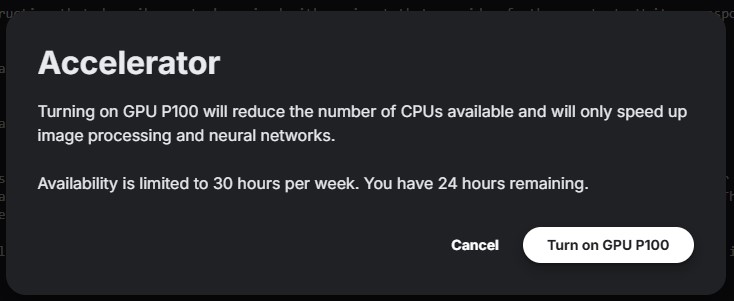 Accelerator
Turning on GPU P100 will reduce the number of CPUs available and will only speed up
image processing and neural networks.
Availability is limited to 30 hours per week. You have 24 hours remaining.
Cancel
Turn on GPU P100